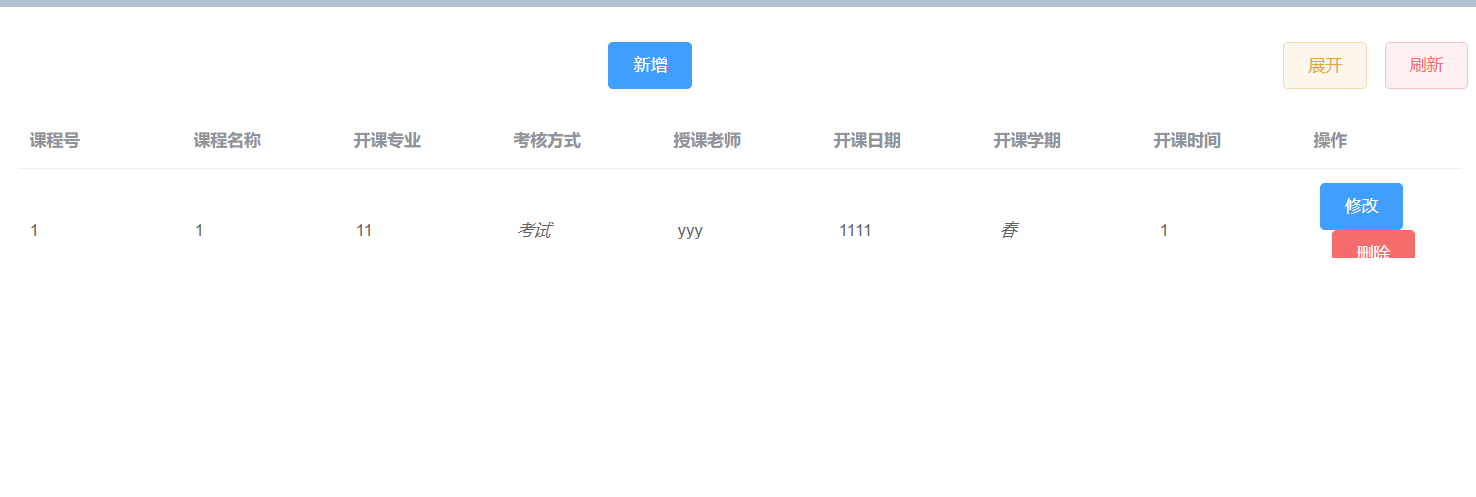 新增 展开 刷新
课程号 课程名称 开课专业 考核方式 授课老师 开课日期 开课学期 开课时间 操作
修改
1 1 11 考试 yyy 1111 春 1
删除